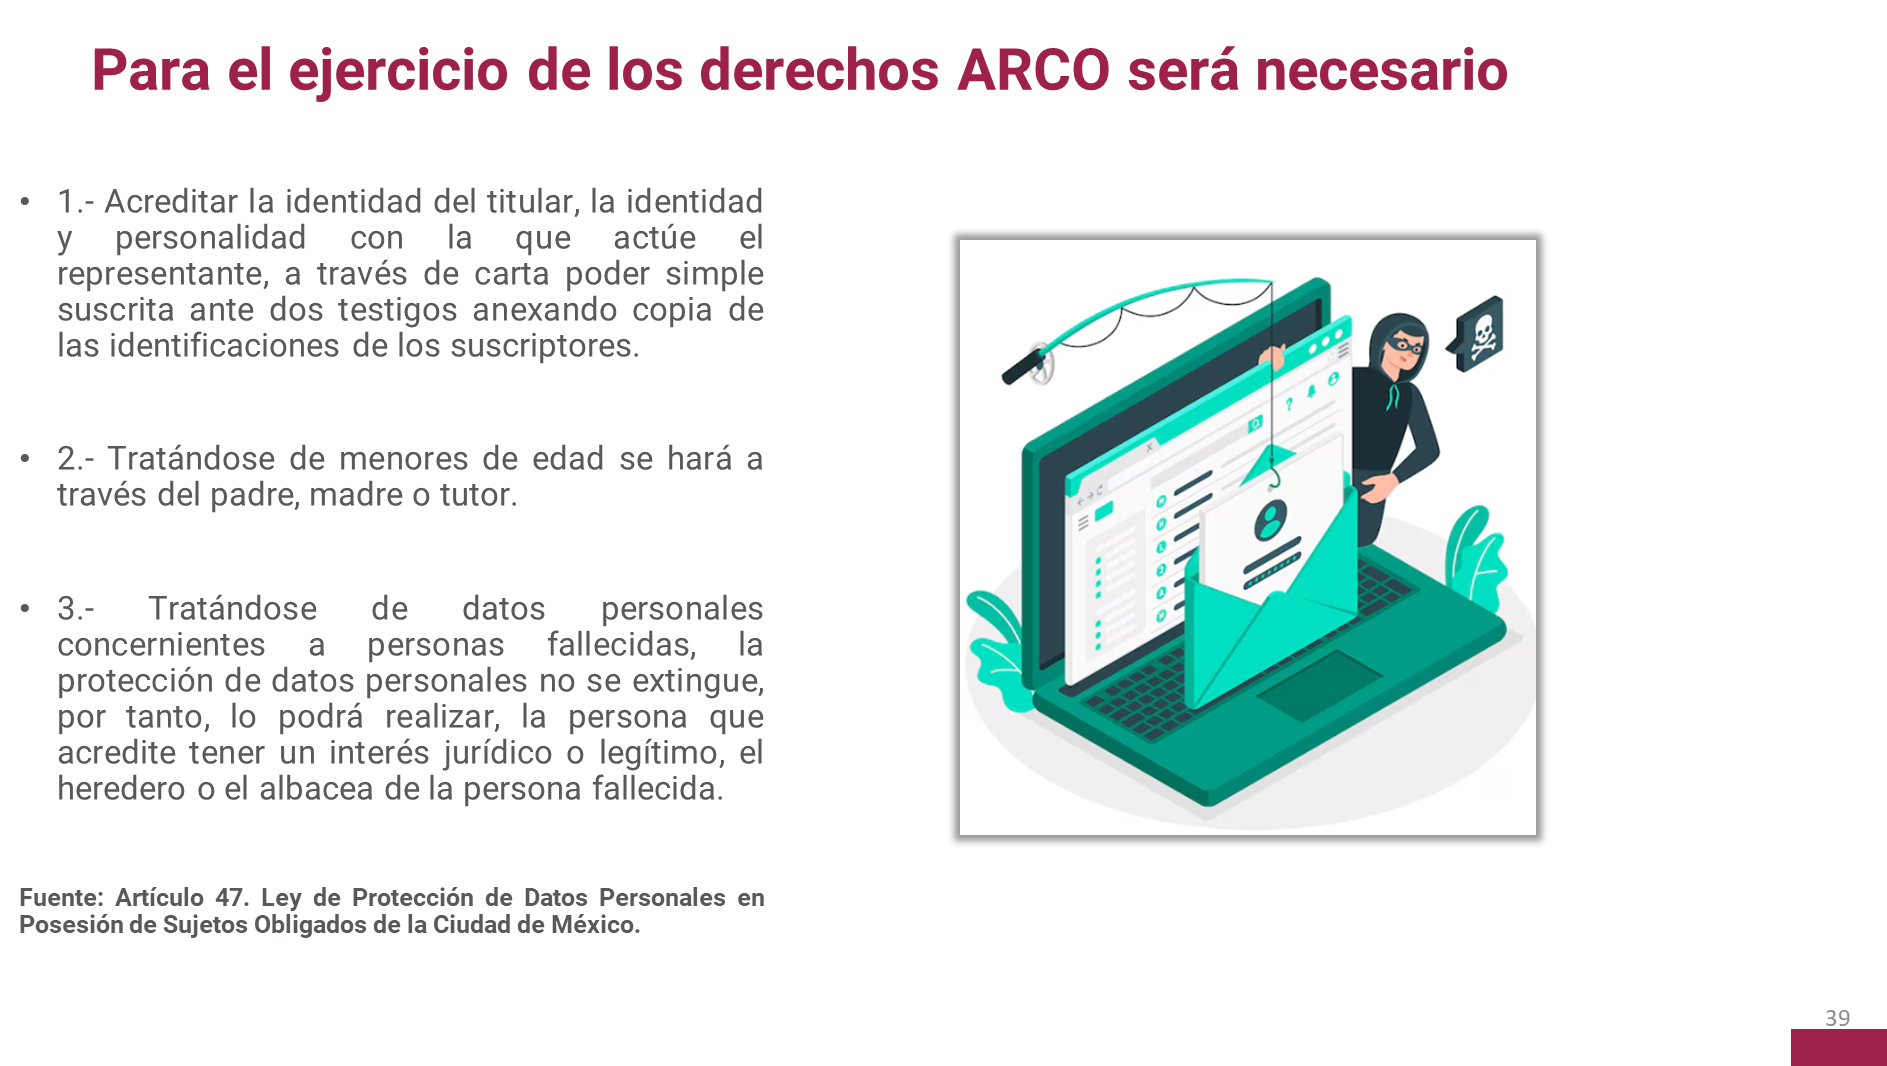 Para el ejercicio de los derechos ARCO será necesario
• 1.- Acreditar la identidad del titular, la identidad
y personalidad con la que actúe el
representante, a través de carta poder simple
suscrita ante dos testigos anexando copia de
las identificaciones de los suscriptores.
• 2.- Tratándose de menores de edad se hará a
través del padre, madre o tutor.
• 3.- Tratándose de datos personales
concernientes a personas fallecidas, la
protección de datos personales no se extingue,
por tanto, lo podrá realizar, la persona que
acredite tener un interés jurídico o legítimo, el
heredero o el albacea de la persona fallecida.
Fuente: Artículo 47. Ley de Protección de Datos Personales en
Posesión de Sujetos Obligados de la Ciudad de México.
39